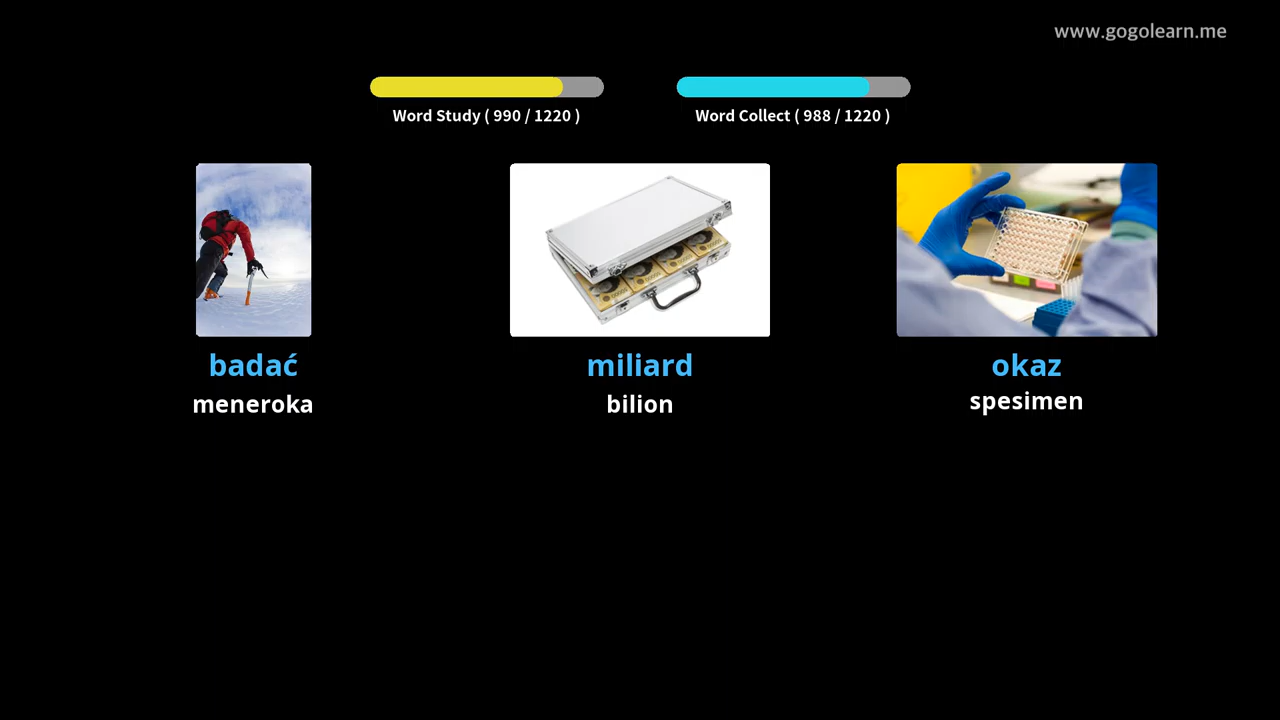 www.gogolearn.me
Word Study ( 990 / 1220 )
Word Collect ( 988 / 1220 )
badać
meneroka
miliard
bilion
okaz
spesimen